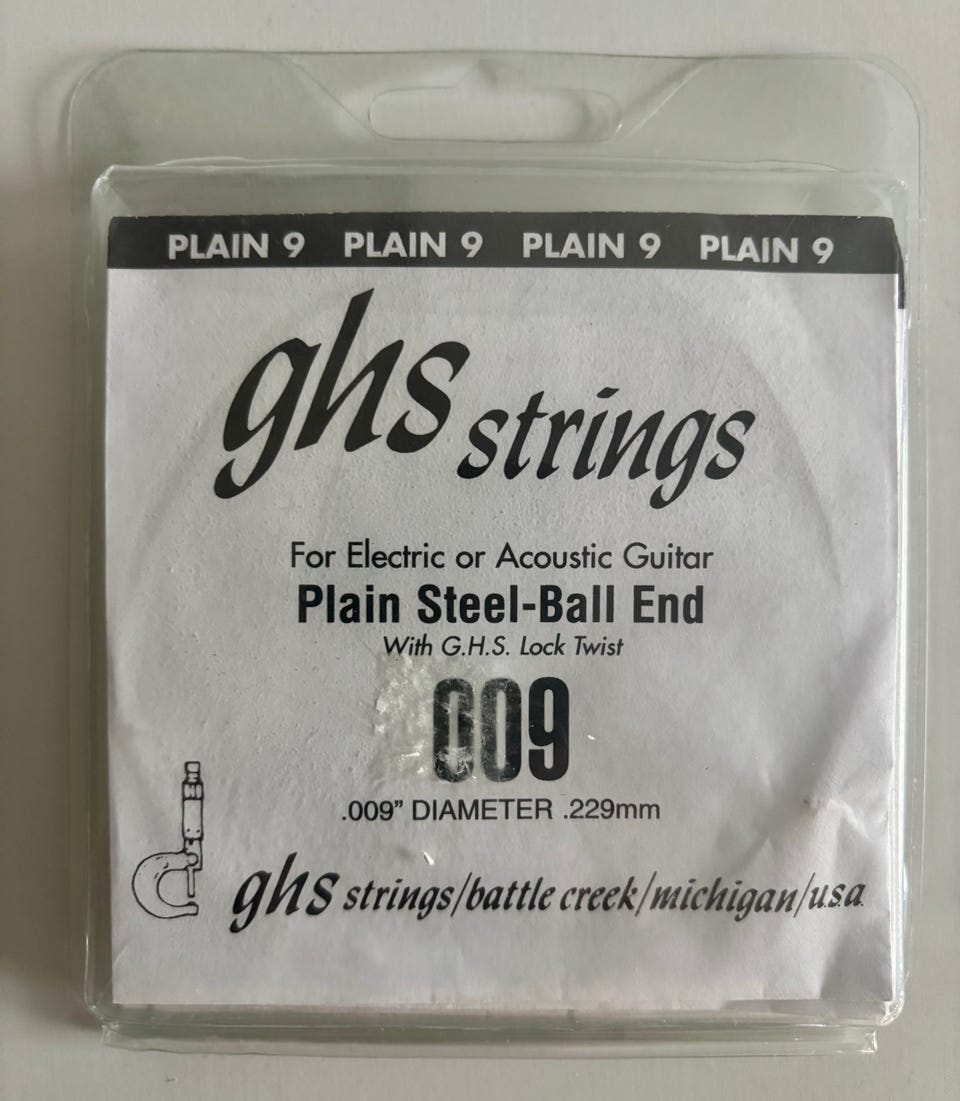 PLAIN 9 PLAIN 9 PLAIN 9 PLAIN 9
ghs strings
For Electric or Acoustic Guitar
Plain Steel-Ball End
With G.H.S. Lock Twist
009
.009” DIAMETER .229mm
ghs strings/battle creek/michigan/u.s.a.